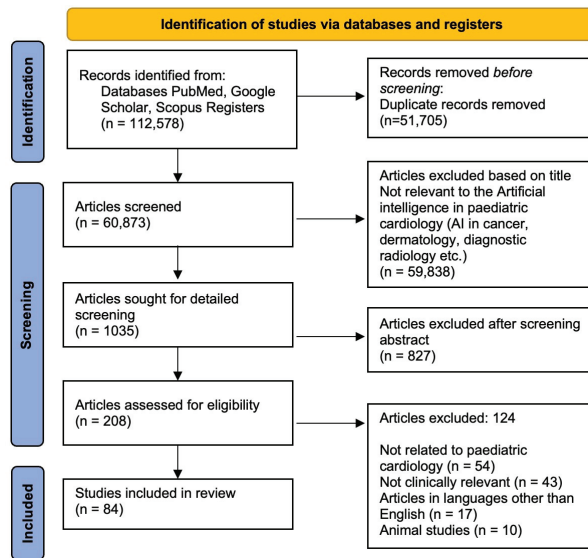 Identification of studies via databases and registers
Identification
Records identified from:
Databases PubMed, Google
Scholar, Scopus Registers
(n = 112,578)
Records removed before
screening:
Duplicate records removed
(n=51,705)
Screening
Articles screened
(n = 60,873)
Articles excluded based on title
Not relevant to the Artificial
intelligence in paediatric
cardiology (AI in cancer,
dermatology, diagnostic
radiology etc.)
(n = 59,838)
Articles sought for detailed
screening
(n = 1035)
Articles excluded after screening
abstract
(n = 827)
Articles assessed for eligibility
(n = 208)
Articles excluded: 124
Not related to paediatric
cardiology (n = 54)
Not clinically relevant (n = 43)
Articles in languages other than
English (n = 17)
Animal studies (n = 10)
Included
Studies included in review
(n = 84)